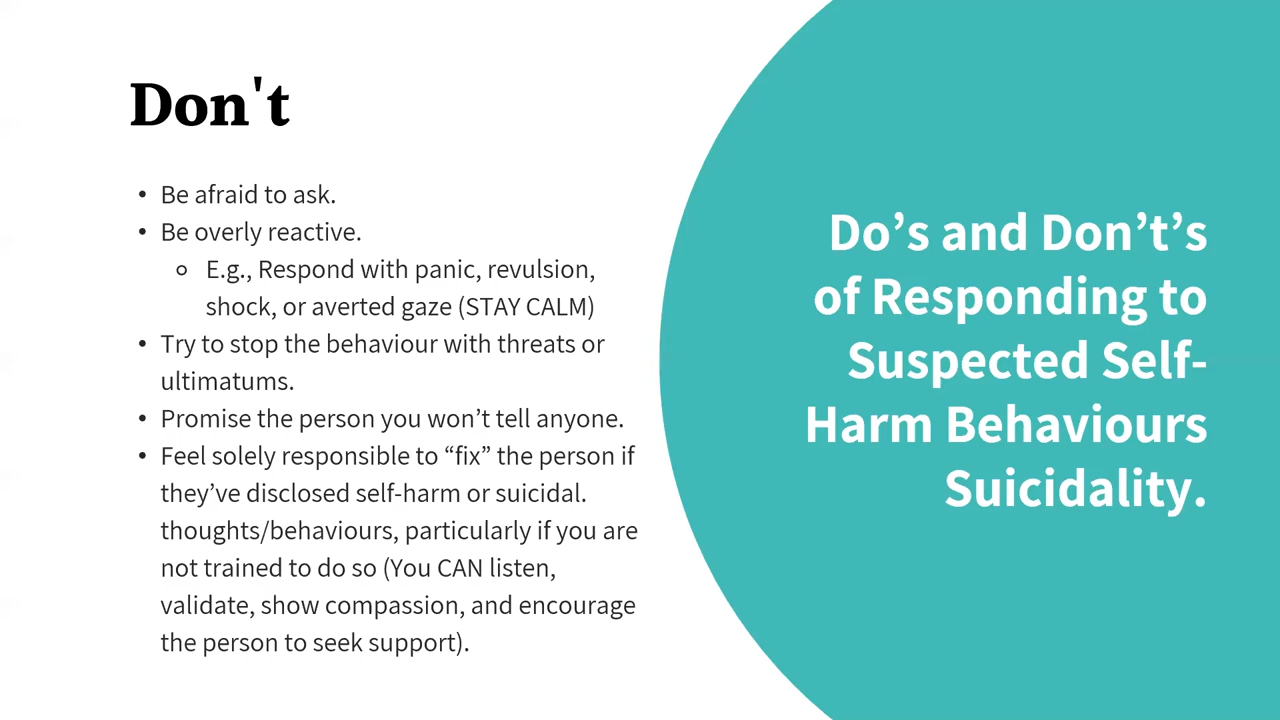 Don't
• Be afraid to ask.
• Be overly reactive.
○ E.g., Respond with panic, revulsion,
shock, or averted gaze (STAY CALM)
• Try to stop the behaviour with threats or
ultimatums.
• Promise the person you won’t tell anyone.
• Feel solely responsible to “fix” the person if
they’ve disclosed self-harm or suicidal.
thoughts/behaviours, particularly if you are
not trained to do so (You CAN listen,
validate, show compassion, and encourage
the person to seek support).
Do’s and Don’t’s
of Responding to
Suspected Self-
Harm Behaviours
Suicidality.